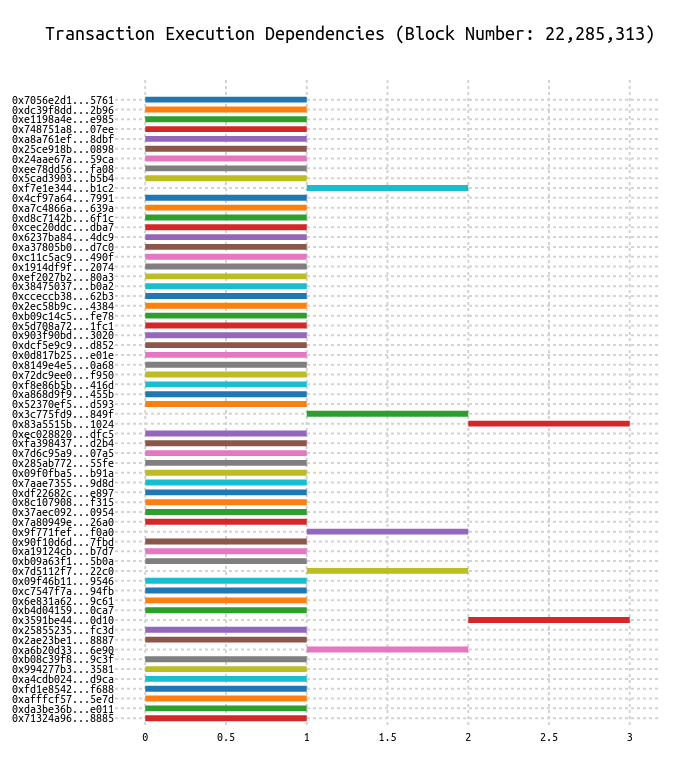 Transaction Execution Dependencies (Block Number: 22,285,313)
0x7056e2d1...5761
0xdc39f8dd...2b96
0xe1198a4e...e985
0x748751a8...07ee
0xa8a761ef...8dbf
0x25ce918b...0898
0x24aae67a...59ca
0xee78dd56...fa08
0x5cad3903...b5b4
0xf7e1e344...b1c2
0x4cf97a64...7991
0xa7c4866a...639a
0xd8c7142b...6f1c
0xcec20ddc...dba7
0x6237ba84...4dc9
0xa37805b0...d7c0
0xc11c5ac9...490f
0x1914df9f...2074
0xef2027b2...80a3
0x38475037...b0a2
0xcceccb38...62b3
0x2ec58b9c...4384
0xb09c14c5...fe78
0x5d708a72...1fc1
0x903f90bd...3020
0xdcf5e9c9...d852
0x0d817b25...e01e
0x8149e4e5...0a68
0x72dc9ee0...f950
0xf8e86b5b...416d
0xa868d9f9...455b
0x52370ef5...d593
0x3c775fd9...849f
0x83a5515b...1024
0xec028820...dfc5
0xfa398437...d2b4
0x7d6c95a9...07a5
0x285ab772...55fe
0x09f0fba5...b91a
0x7aae7355...9d8d
0xdf22682c...e897
0x8c107908...f315
0x37aec092...0954
0x7a80949e...26a0
0x9f771fef...f0a0
0x90f10d6d...7fbd
0xa19124cb...b7d7
0xb09a63f1...5b0a
0x7d5112f7...22c0
0x09f46b11...9546
0xc7547f7a...94fb
0x6e831a62...9c61
0xb4d04159...0ca7
0x3591be44...0d10
0x25855235...fc3d
0x2ae23be1...8887
0xa6b20d33...6e90
0xb08c39f8...9c3f
0x994277b3...3581
0xa4cdb024...d9ca
0xfd1e8542...f688
0xafffcf57...5e7d
0xda3be36b...e011
0x71324a96...8885
0 0.5 1 1.5 2 2.5 3